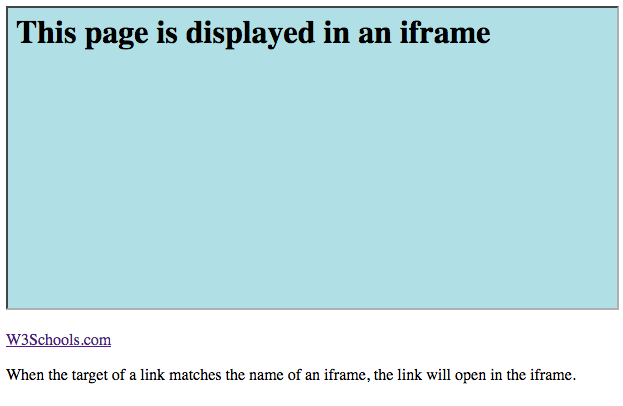 This page is displayed in an iframe
W3Schools.com
When the target of a link matches the name of an iframe, the link will open in the iframe.